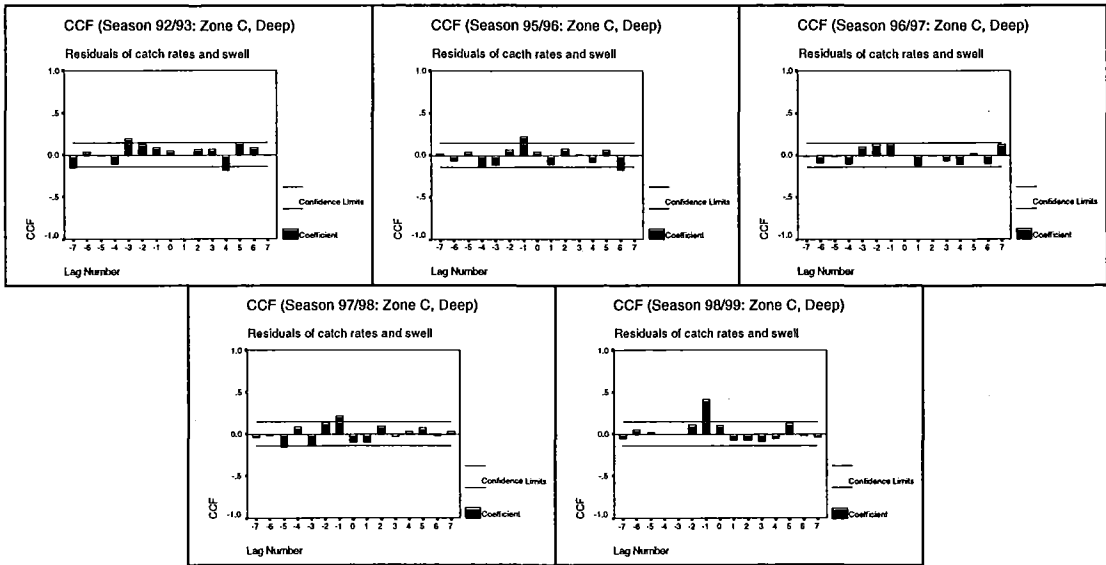 CCF (Season 92/93: Zone C, Deep)
Residuals of catch rates and swell
1.0
.5
0.0
-.5
-1.0
CCF
-7 -6 -5 -4 -3 -2 -1 0 1 2 3 4 5 6 7
Lag Number
Confidence Limits
Coefficient
CCF (Season 95/96: Zone C, Deep)
Residuals of cacth rates and swell
1.0
.5
0.0
-.5
-1.0
CCF
-7 -6 -5 -4 -3 -2 -1 0 1 2 3 4 5 6 7
Lag Number
Confidence Limits
Coefficient
CCF (Season 96/97: Zone C, Deep)
Residuals of catch rates and swell
1.0
.5
0.0
-.5
-1.0
CCF
-7 -6 -5 -4 -3 -2 -1 0 1 2 3 4 5 6 7
Lag Number
Confidence Limits
Coefficient
CCF (Season 97/98: Zone C, Deep)
Residuals of catch rates and swell
1.0
.5
0.0
-.5
-1.0
CCF
-7 -6 -5 -4 -3 -2 -1 0 1 2 3 4 5 6 7
Lag Number
Confidence Limits
Coefficient
CCF (Season 98/99: Zone C, Deep)
Residuals of catch rates and swell
1.0
.5
0.0
-.5
-1.0
CCF
-7 -6 -5 -4 -3 -2 -1 0 1 2 3 4 5 6 7
Lag Number
Confidence Limits
Coefficient